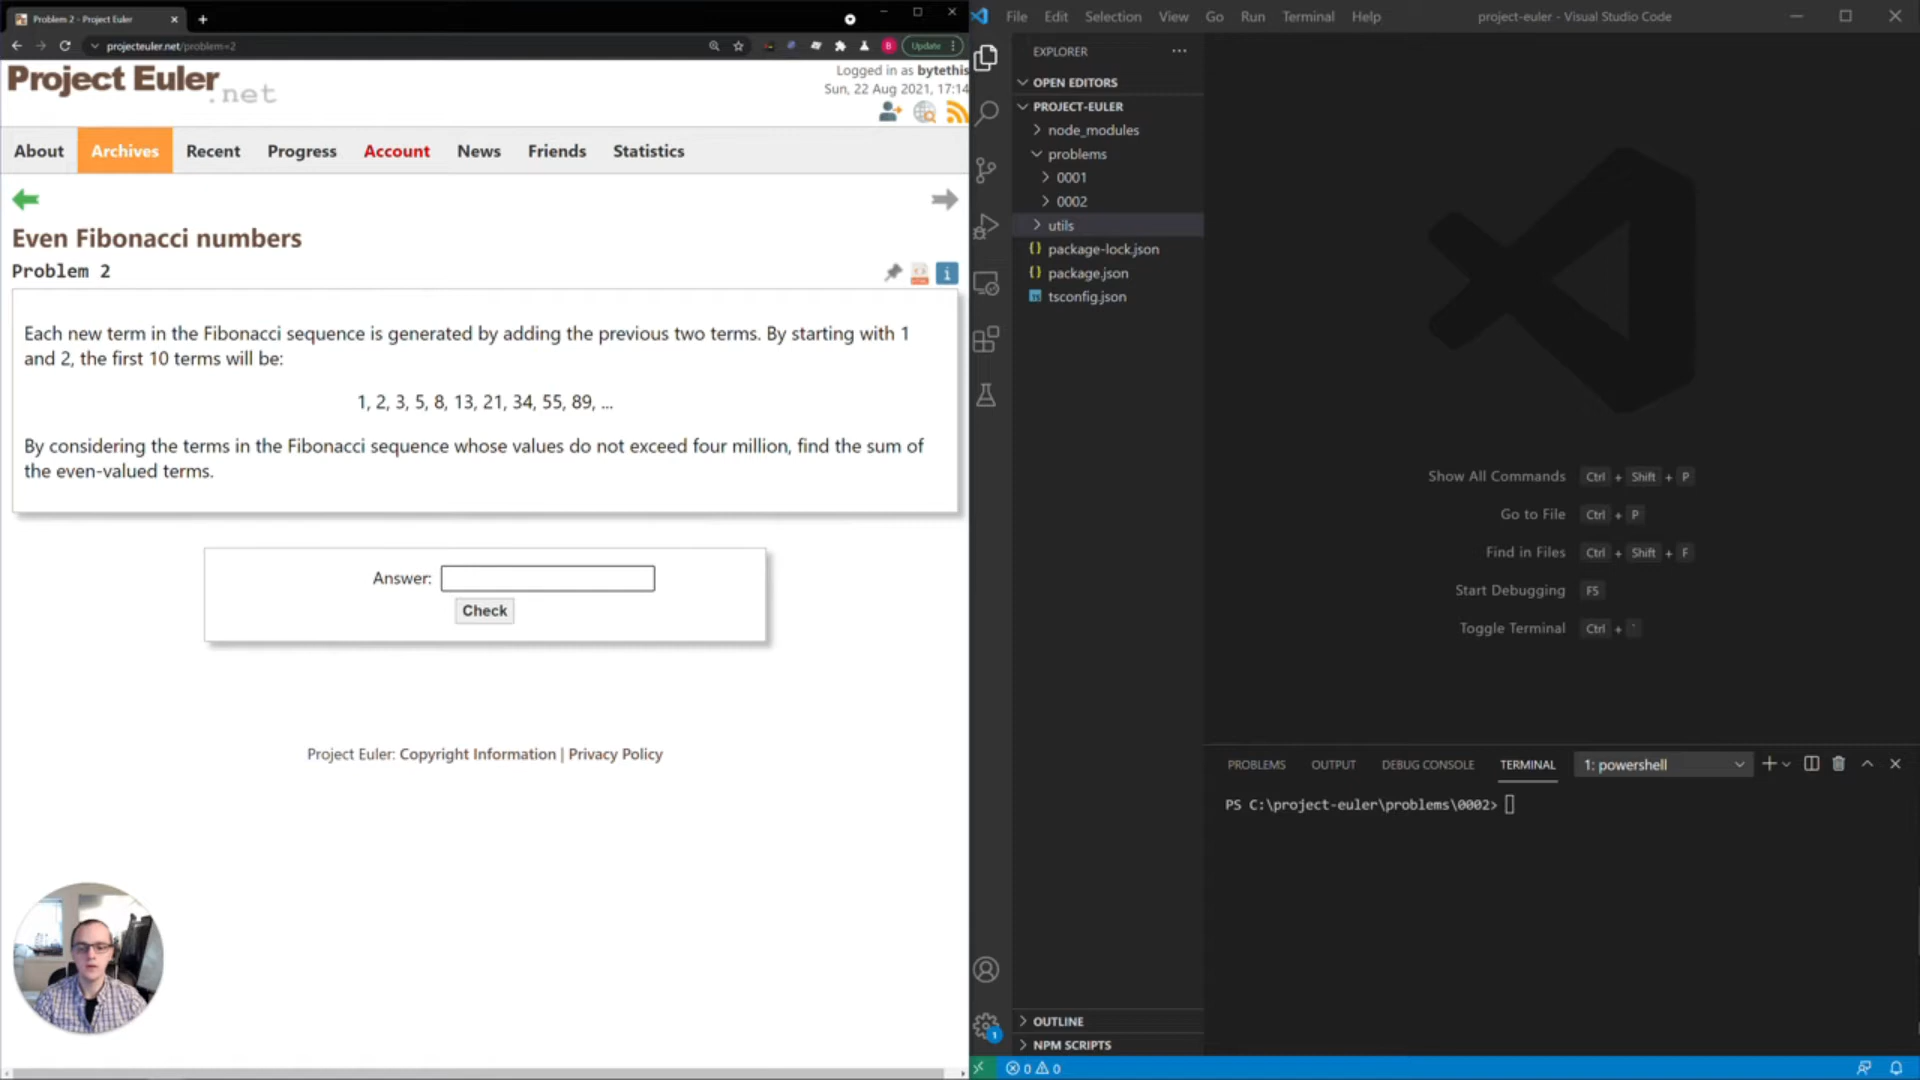 Problem 2 - Project Euler
projecteuler.net/problem=2
B
Update
Project Euler
.net
Logged in as bytethis
Sun, 22 Aug 2021, 17:14
About
Archives
Recent
Progress
Account
News
Friends
Statistics
Even Fibonacci numbers
Problem 2
Each new term in the Fibonacci sequence is generated by adding the previous two terms. By starting with 1
and 2, the first 10 terms will be:
1, 2, 3, 5, 8, 13, 21, 34, 55, 89, ...
By considering the terms in the Fibonacci sequence whose values do not exceed four million, find the sum of
the even-valued terms.
Answer:
Check
Project Euler: Copyright Information | Privacy Policy
File
Edit
Selection
View
Go
Run
Terminal
Help
project-euler - Visual Studio Code
EXPLORER
OPEN EDITORS
PROJECT-EULER
node_modules
problems
0001
0002
utils
{} package-lock.json
{} package.json
TS tsconfig.json
Show All Commands Ctrl + Shift + P
Go to File Ctrl + P
Find in Files Ctrl + Shift + F
Start Debugging F5
Toggle Terminal Ctrl + `
PROBLEMS
OUTPUT
DEBUG CONSOLE
TERMINAL
1: powershell
PS C:\project-euler\problems\0002>
1
OUTLINE
NPM SCRIPTS
0
0